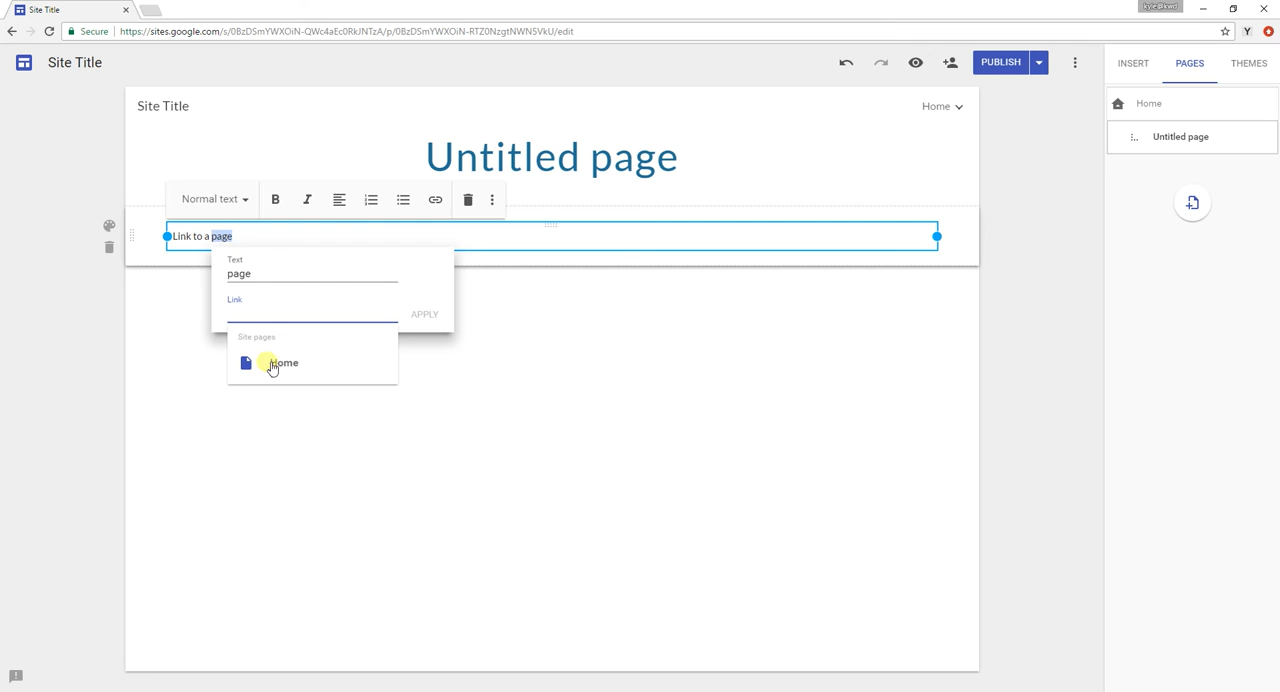 Site Title
kyle@kwd
Secure
https://sites.google.com/s/0BzDSmYWXOiN-QWc4aEc0RkJNTzA/p/0BzDSmYWXOiN-RTZ0NzgtNWN5VkU/edit
Y
Site Title
PUBLISH
INSERT
PAGES
THEMES
Site Title
Home
Home
Untitled page
Untitled page
Normal text
B
I
Link to a page
Text
page
Link
APPLY
Site pages
Home